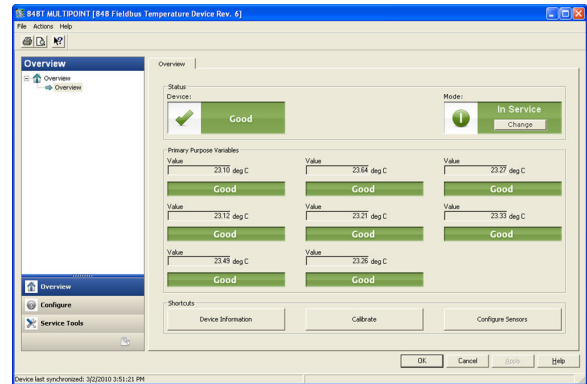 848T MULTIPOINT [848 Fieldbus Temperature Device Rev. 6]
File Actions Help
Overview
Overview
Overview
Overview
Configure
Service Tools
Overview
Status
Device:
Good
Mode:
In Service
Change
Primary Purpose Variables
Value Value Value
23.10 deg C 23.64 deg C 23.27 deg C
Good Good Good
Value Value Value
23.12 deg C 23.21 deg C 23.33 deg C
Good Good Good
Value Value
23.49 deg C 23.26 deg C
Good Good
Shortcuts
Device Information Calibrate Configure Sensors
OK Cancel Apply Help
Device last synchronized: 3/2/2010 3:51:21 PM